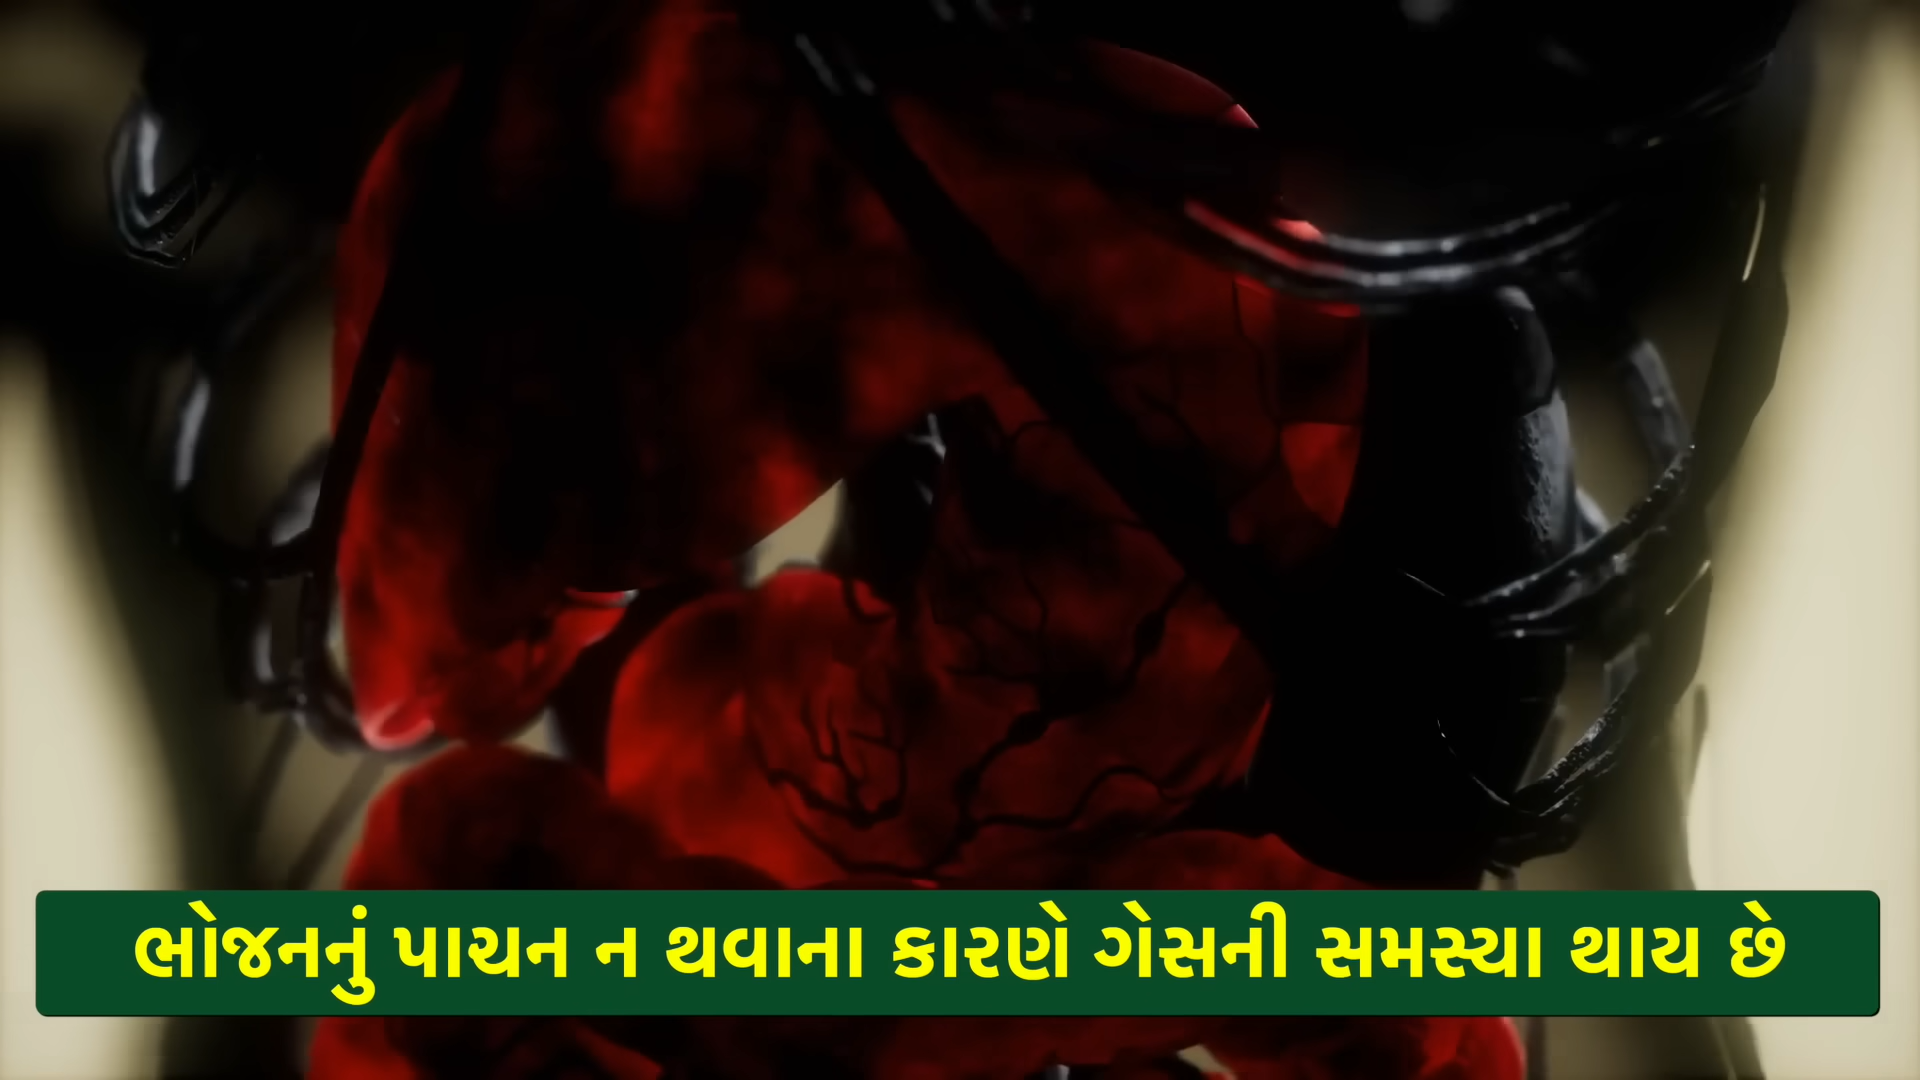 ભોજનનું પાચન ન થવાના કારણે ગેસની સમસ્યા થાય છે